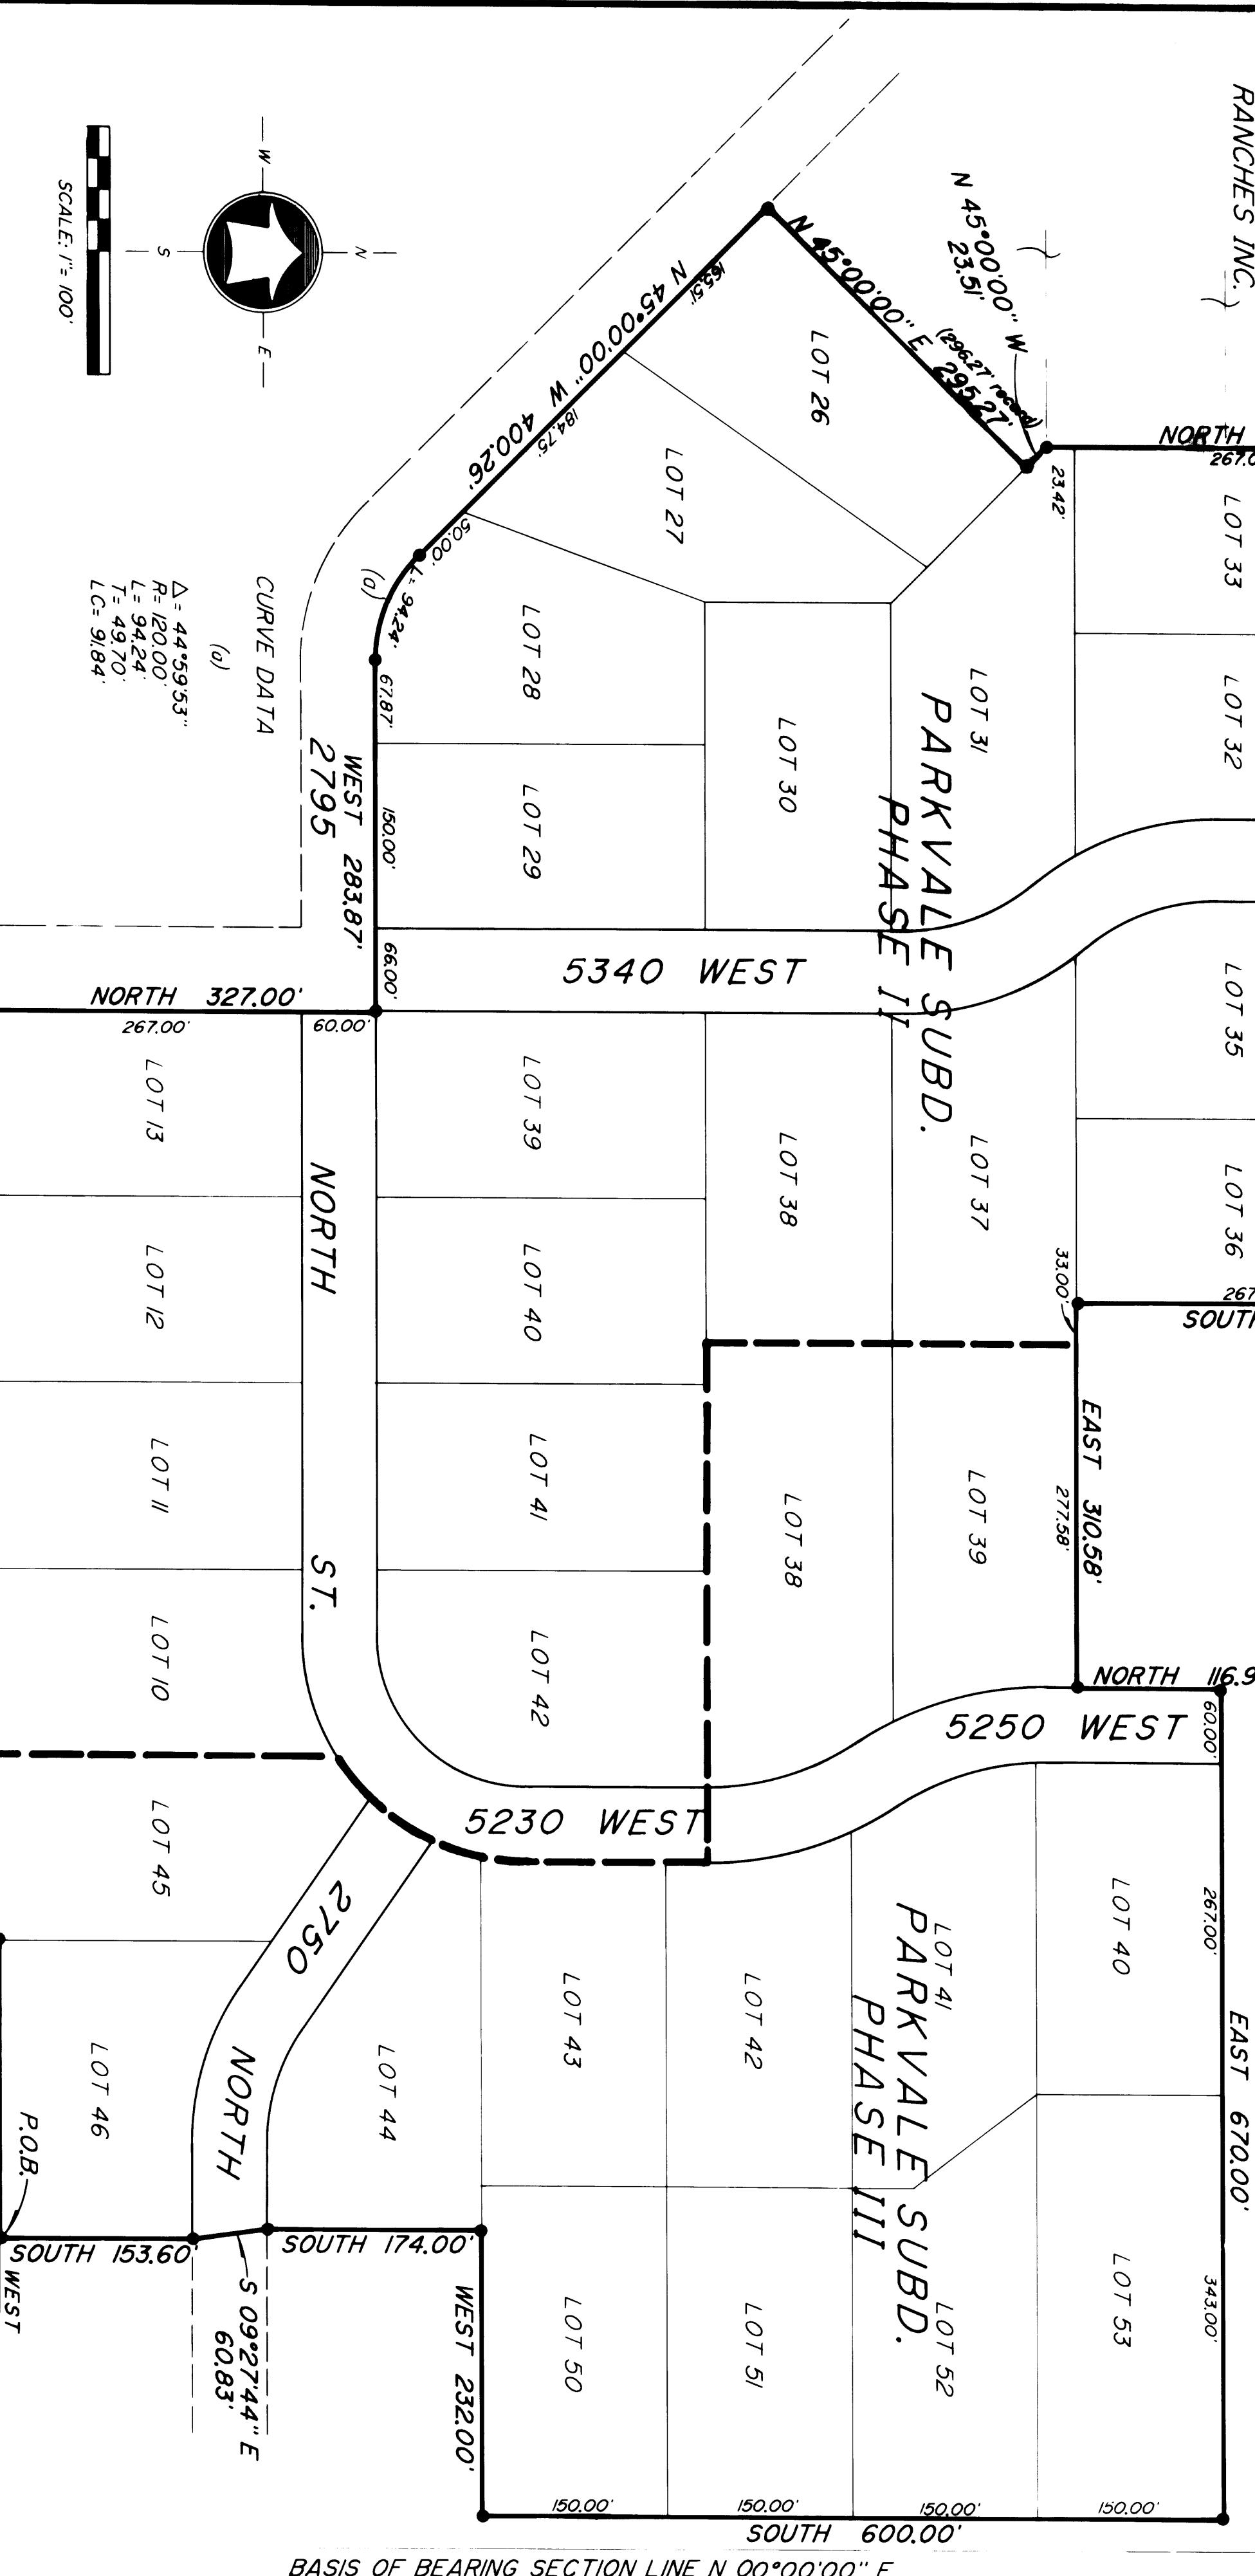 RANCHES INC.
N 45°00'00" W
23.51'
N 45°00'00" E 295.27'
(296.27' record)
NORTH
23.42'
W
N
S
E
SCALE: 1"= 100'
N 45°00'00" W 400.26'
165.51'
184.75'
50.00'
L= 94.24'
(a)
CURVE DATA
(a)
Δ= 44°59'53"
R= 120.00'
L= 94.24'
T= 49.70'
LC= 91.84'
LOT 26
LOT 27
LOT 28
LOT 29
LOT 30
LOT 31
LOT 32
LOT 33
PARKVALE SUBD.
PHASE II
67.87'
150.00'
66.00'
WEST 283.87'
2795
NORTH
ST.
5340 WEST
NORTH 327.00'
267.00'
60.00'
LOT 35
LOT 36
LOT 37
LOT 38
LOT 39
LOT 40
LOT 41
LOT 42
LOT 13
LOT 12
LOT 11
LOT 10
33.00'
267
SOUTH
EAST 310.58'
277.58'
LOT 38
LOT 39
NORTH 116.9
60.00'
5250 WEST
5230 WEST
LOT 45
2750
NORTH
LOT 46
LOT 44
LOT 43
LOT 42
LOT 41
LOT 40
267.00'
EAST 670.00'
343.00'
PARKVALE SUBD.
PHASE III
LOT 50
LOT 51
LOT 52
LOT 53
P.O.B.
SOUTH 153.60'
SOUTH 174.00'
WEST
S 09°27'44" E
60.83'
WEST 232.00'
150.00'
150.00'
150.00'
150.00'
SOUTH 600.00'
BASIS OF BEARING SECTION LINE N 00°00'00" E